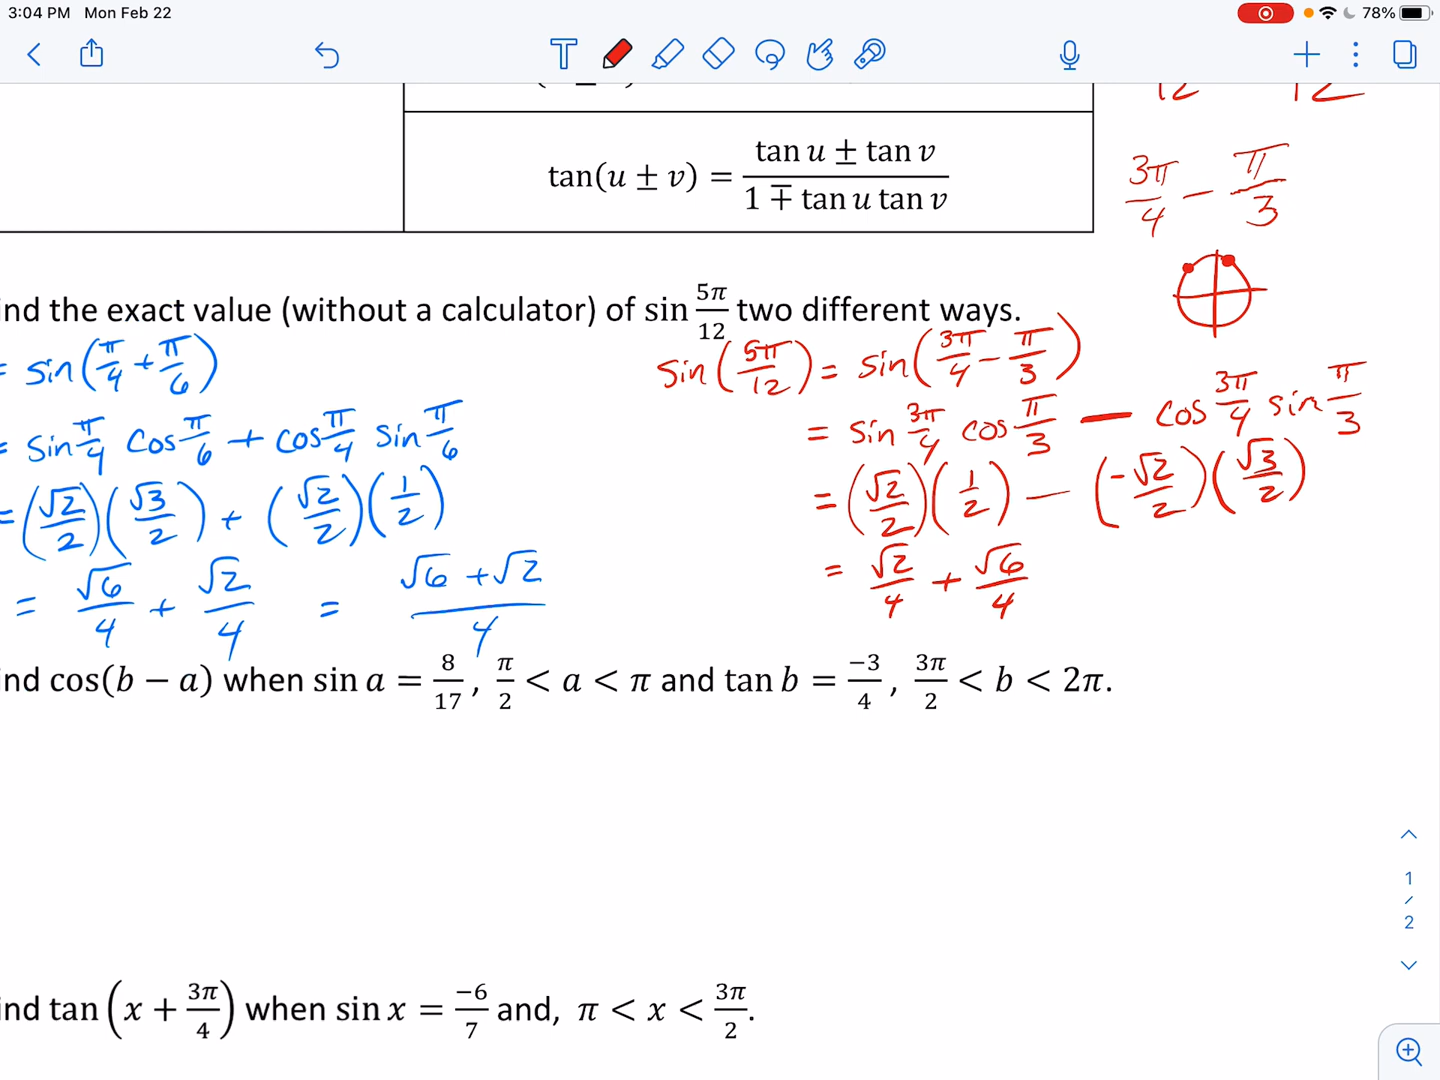 3:04 PM Mon Feb 22
78%
12 12
tan(u ± v) = (tan u ± tan v)/(1 ∓ tan u tan v)
3π/4 − π/3
ind the exact value (without a calculator) of sin 5π/12 two different ways.
= sin(π/4 + π/6)
= sin π/4 cos π/6 + cos π/4 sin π/6
= (√2/2)(√3/2) + (√2/2)(1/2)
= √6/4 + √2/4 = (√6 + √2)/4
sin(5π/12) = sin(3π/4 − π/3)
= sin 3π/4 cos π/3 − cos 3π/4 sin π/3
= (√2/2)(1/2) − (−√2/2)(√3/2)
= √2/4 + √6/4
ind cos(b − a) when sin a = 8/17, π/2 < a < π and tan b = −3/4, 3π/2 < b < 2π.
1
/
2
ind tan(x + 3π/4) when sin x = −6/7 and, π < x < 3π/2.